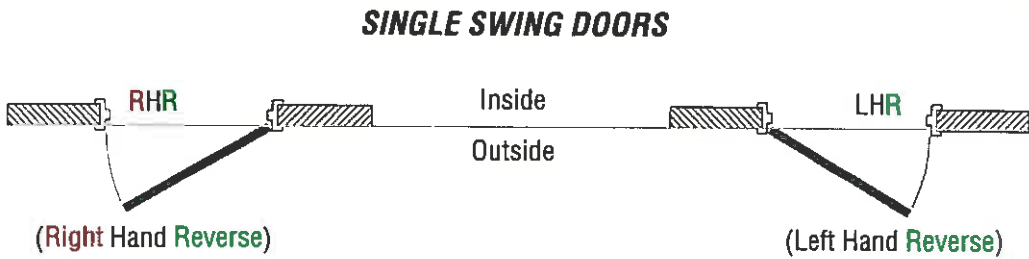 SINGLE SWING DOORS
RHR
Inside
LHR
Outside
(Right Hand Reverse)
(Left Hand Reverse)